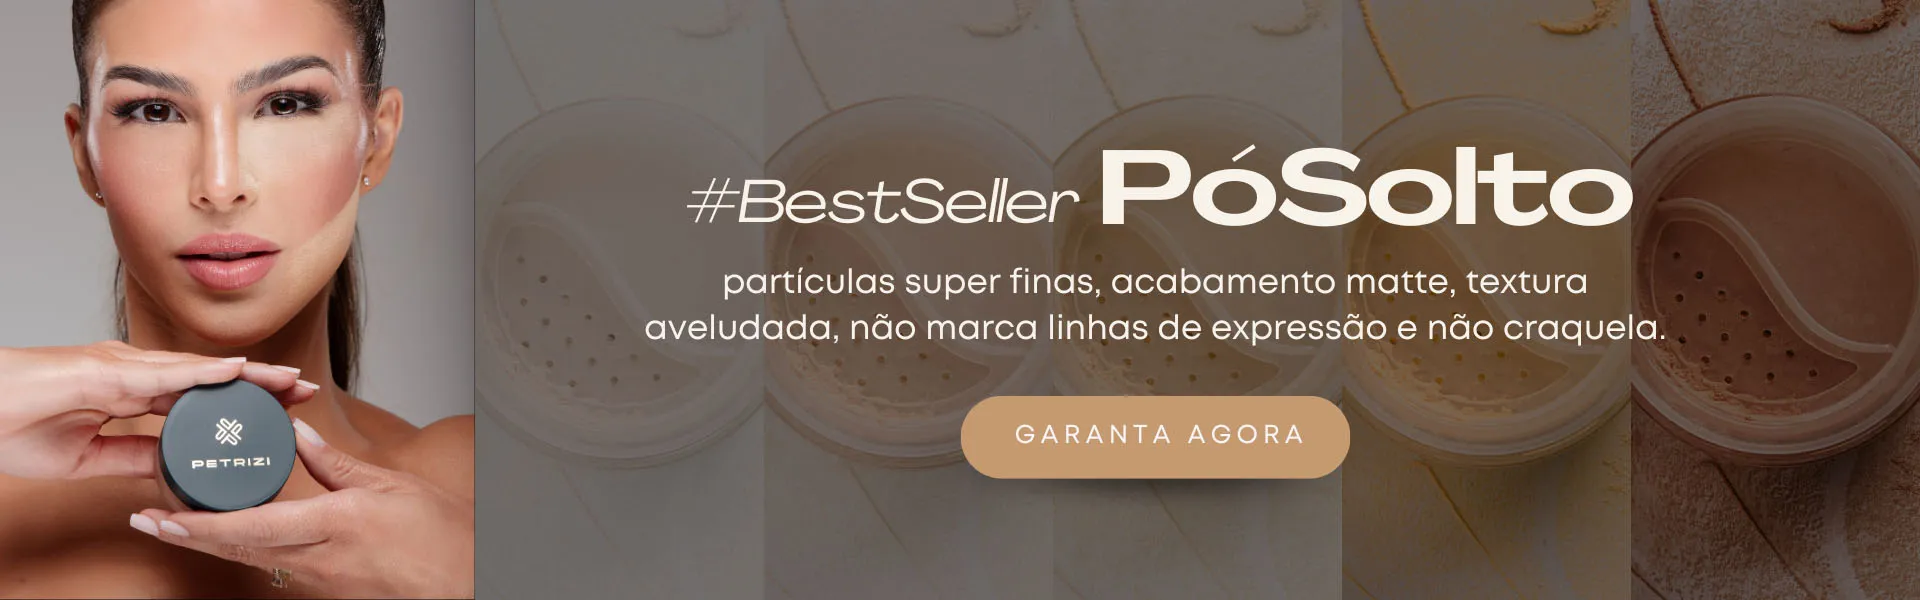 #BestSeller PóSolto
partículas super finas, acabamento matte, textura
aveludada, não marca linhas de expressão e não craquela.
GARANTA AGORA
PETRIZI